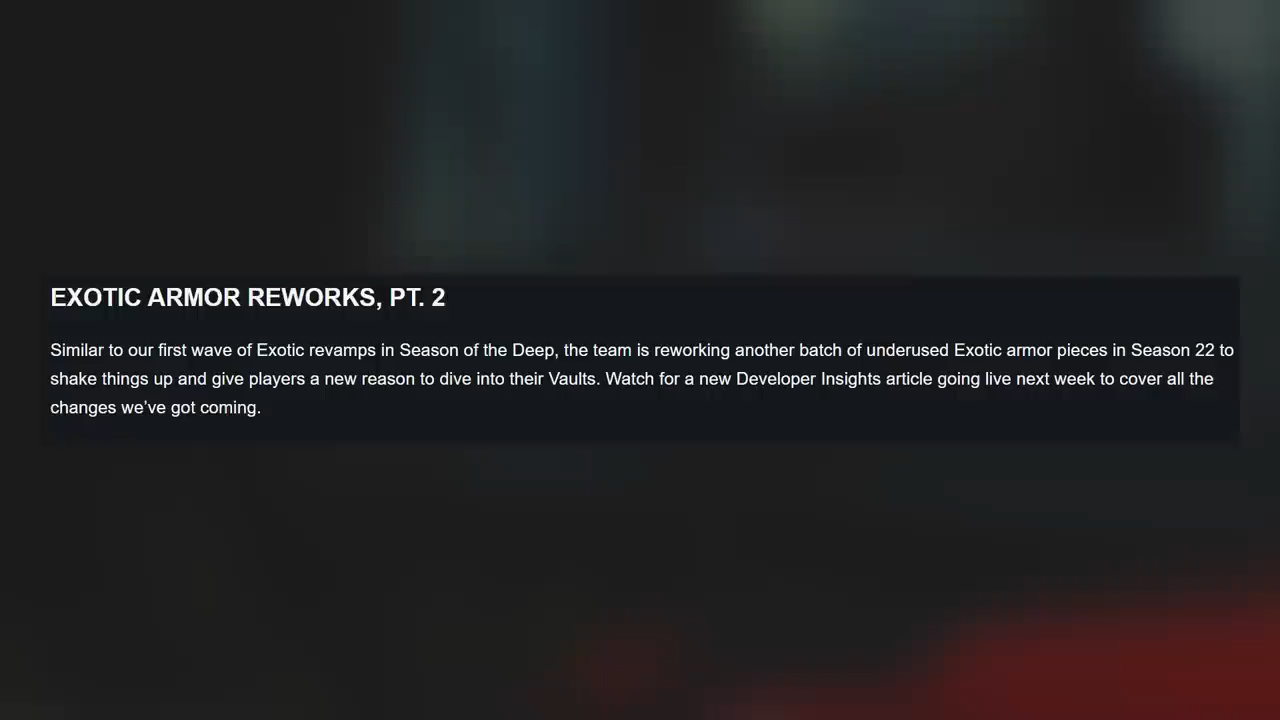 EXOTIC ARMOR REWORKS, PT. 2
Similar to our first wave of Exotic revamps in Season of the Deep, the team is reworking another batch of underused Exotic armor pieces in Season 22 to
shake things up and give players a new reason to dive into their Vaults. Watch for a new Developer Insights article going live next week to cover all the
changes we've got coming.